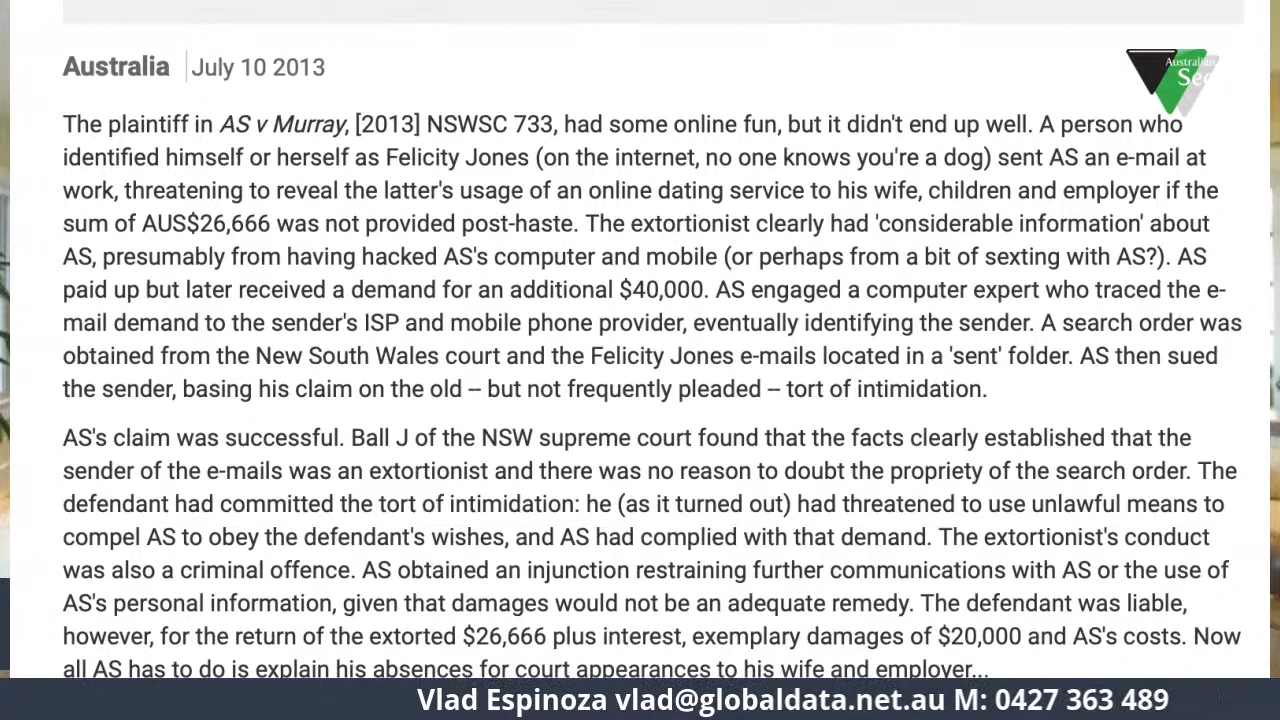 Australia July 10 2013
Australian
Sec
The plaintiff in AS v Murray, [2013] NSWSC 733, had some online fun, but it didn't end up well. A person who
identified himself or herself as Felicity Jones (on the internet, no one knows you're a dog) sent AS an e-mail at
work, threatening to reveal the latter's usage of an online dating service to his wife, children and employer if the
sum of AUS$26,666 was not provided post-haste. The extortionist clearly had 'considerable information' about
AS, presumably from having hacked AS's computer and mobile (or perhaps from a bit of sexting with AS?). AS
paid up but later received a demand for an additional $40,000. AS engaged a computer expert who traced the e-
mail demand to the sender's ISP and mobile phone provider, eventually identifying the sender. A search order was
obtained from the New South Wales court and the Felicity Jones e-mails located in a 'sent' folder. AS then sued
the sender, basing his claim on the old -- but not frequently pleaded -- tort of intimidation.
AS's claim was successful. Ball J of the NSW supreme court found that the facts clearly established that the
sender of the e-mails was an extortionist and there was no reason to doubt the propriety of the search order. The
defendant had committed the tort of intimidation: he (as it turned out) had threatened to use unlawful means to
compel AS to obey the defendant's wishes, and AS had complied with that demand. The extortionist's conduct
was also a criminal offence. AS obtained an injunction restraining further communications with AS or the use of
AS's personal information, given that damages would not be an adequate remedy. The defendant was liable,
however, for the return of the extorted $26,666 plus interest, exemplary damages of $20,000 and AS's costs. Now
all AS has to do is explain his absences for court appearances to his wife and employer...
Vlad Espinoza vlad@globaldata.net.au M: 0427 363 489